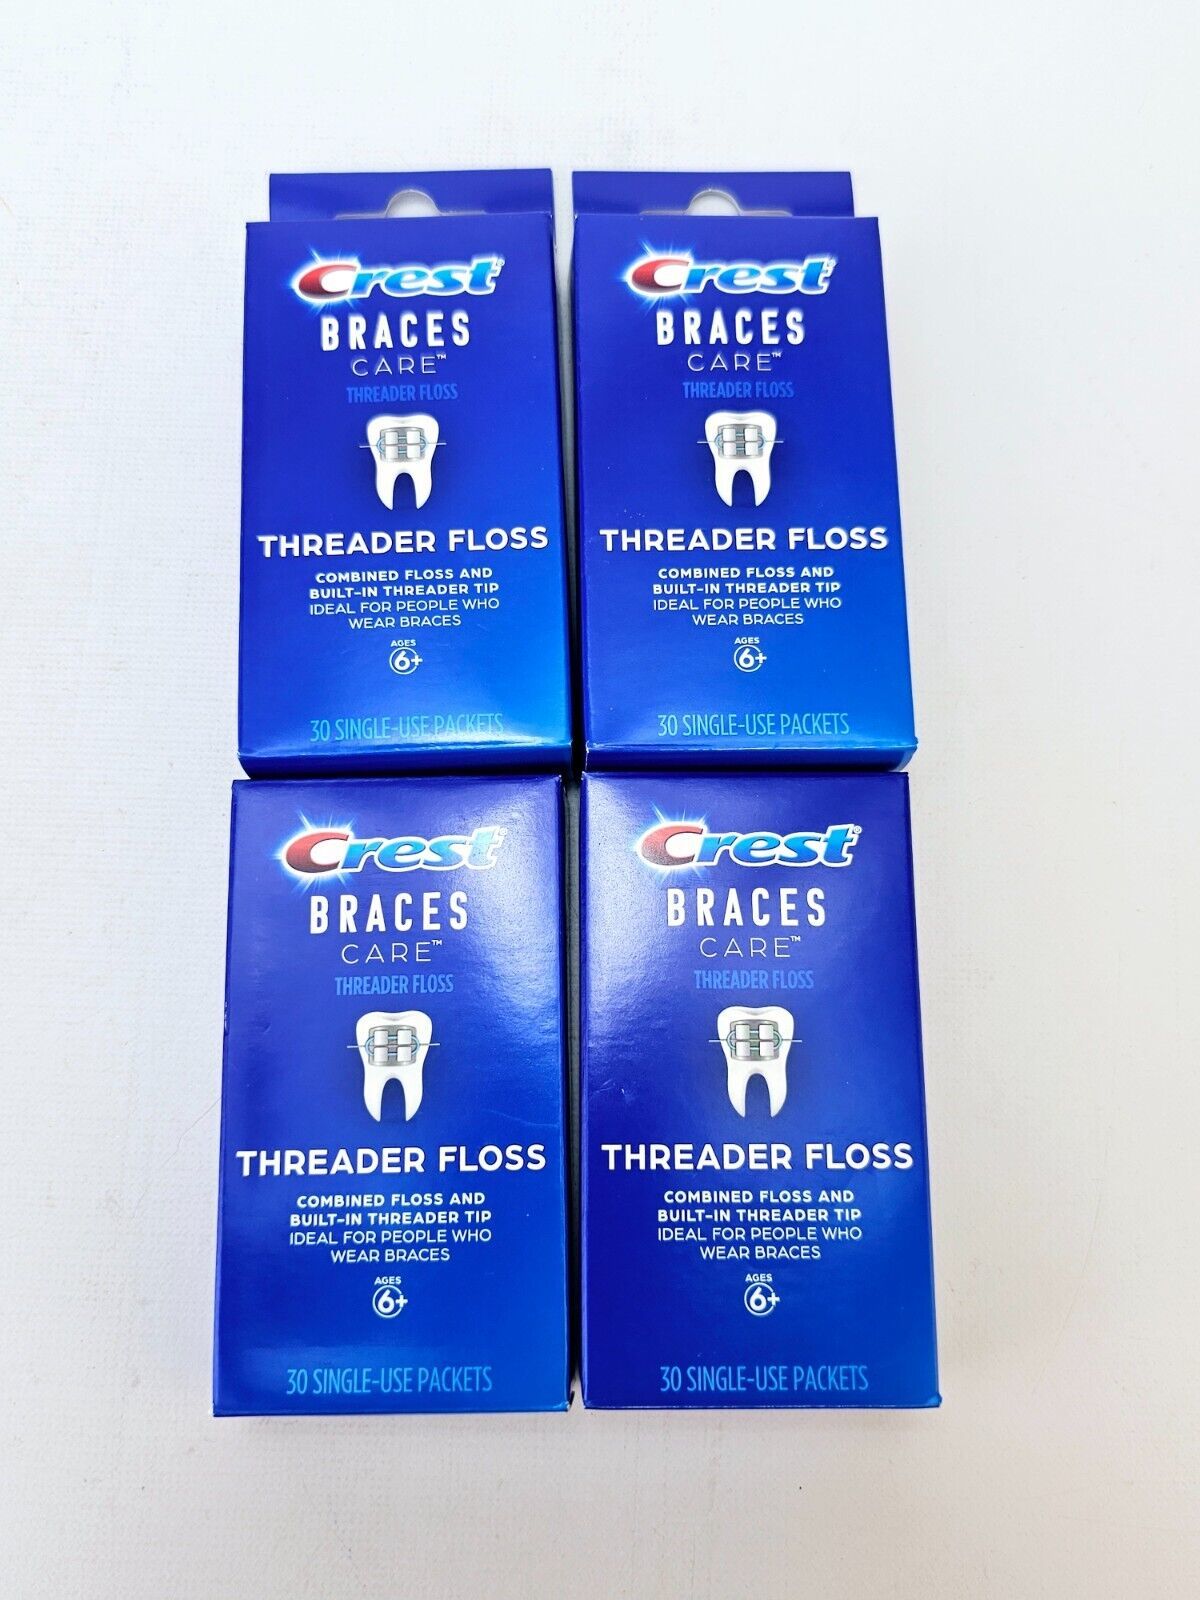 Crest
BRACES
CARE™
THREADER FLOSS
THREADER FLOSS
COMBINED FLOSS AND
BUILT-IN THREADER TIP
IDEAL FOR PEOPLE WHO
WEAR BRACES
AGES
6+
30 SINGLE-USE PACKETS
Crest
BRACES
CARE™
THREADER FLOSS
THREADER FLOSS
COMBINED FLOSS AND
BUILT-IN THREADER TIP
IDEAL FOR PEOPLE WHO
WEAR BRACES
AGES
6+
30 SINGLE-USE PACKETS
Crest®
BRACES
CARE™
THREADER FLOSS
THREADER FLOSS
COMBINED FLOSS AND
BUILT-IN THREADER TIP
IDEAL FOR PEOPLE WHO
WEAR BRACES
AGES
6+
30 SINGLE-USE PACKETS
Crest®
BRACES
CARE™
THREADER FLOSS
THREADER FLOSS
COMBINED FLOSS AND
BUILT-IN THREADER TIP
IDEAL FOR PEOPLE WHO
WEAR BRACES
AGES
6+
30 SINGLE-USE PACKETS